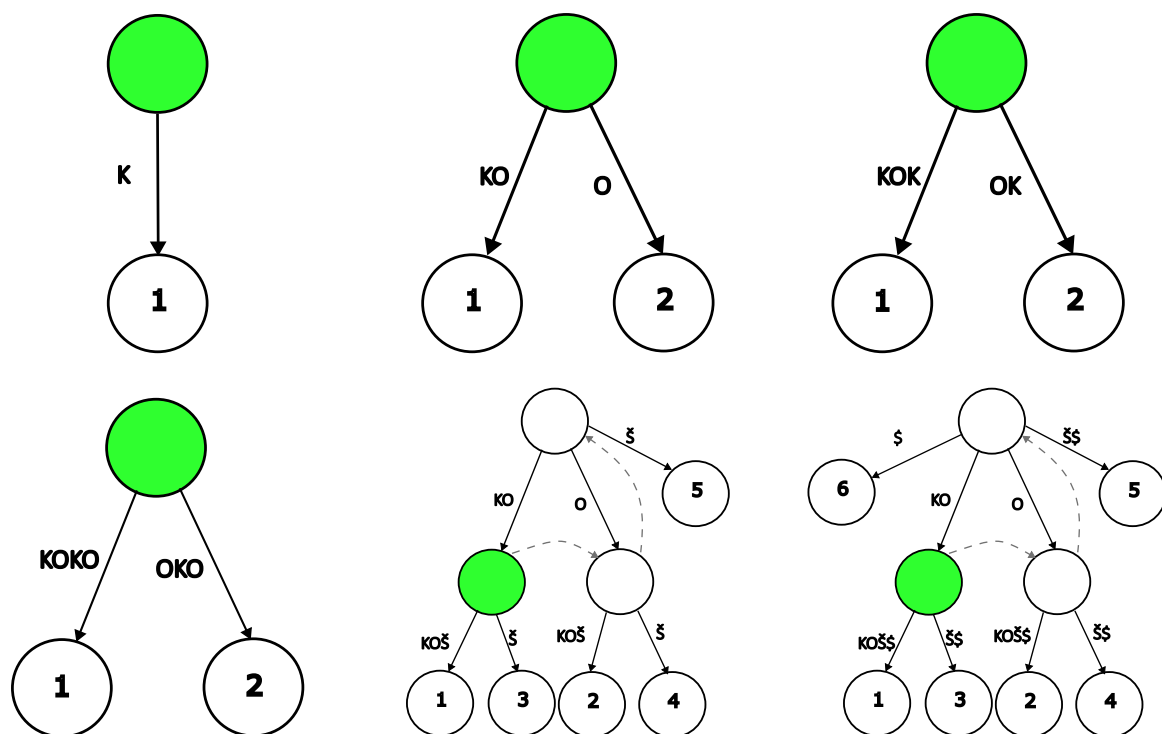 K
1
KO O
1 2
KOK OK
1 2
KOKO OKO
1 2
Š
5
KO O
KOŠ Š KOŠ Š
1 3 2 4
$ Š$
6 5
KO O
KOŠ$ Š$ KOŠ$ Š$
1 3 2 4